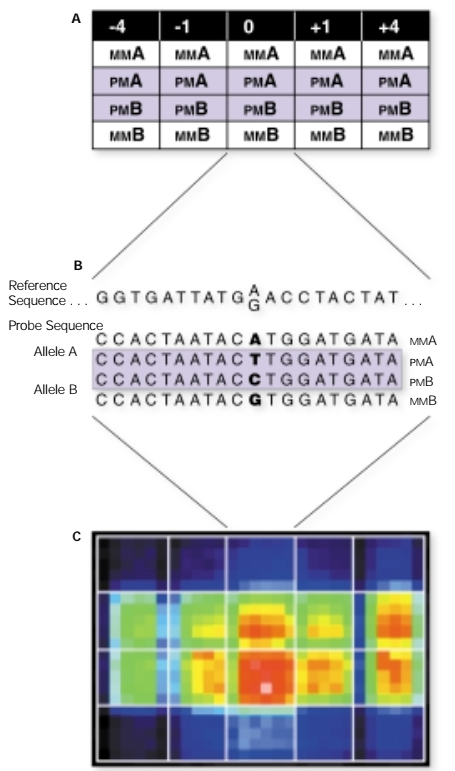 A
-4 -1 0 +1 +4
MMA MMA MMA MMA MMA
PMA PMA PMA PMA PMA
PMB PMB PMB PMB PMB
MMB MMB MMB MMB MMB
B
A
Reference
Sequence . . . GGTGATTATG ACCTACTAT . . .
G
Probe Sequence
CCACTAATACATGGATGATA MMA
Allele A
CCACTAATACTTGGATGATA PMA
CCACTAATACCTGGATGATA PMB
Allele B
CCACTAATACGTGGATGATA MMB
C